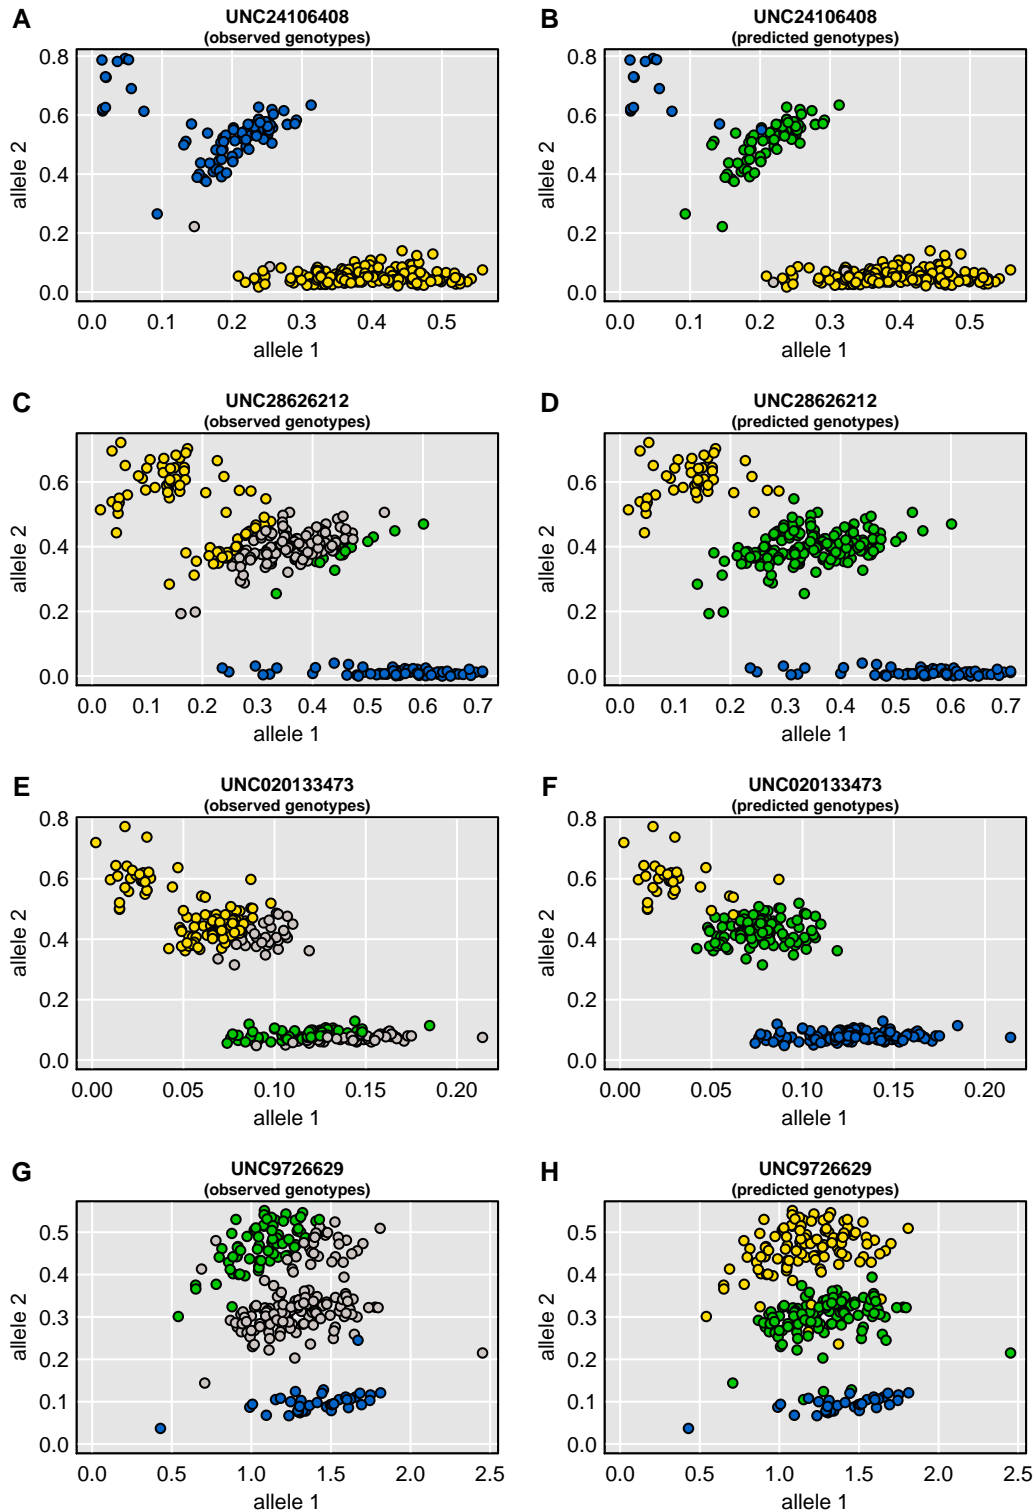 A
UNC24106408
(observed genotypes)
allele 2
0.8
0.6
0.4
0.2
0.0
0.0 0.1 0.2 0.3 0.4 0.5
allele 1
B
UNC24106408
(predicted genotypes)
allele 2
0.8
0.6
0.4
0.2
0.0
0.0 0.1 0.2 0.3 0.4 0.5
allele 1
C
UNC28626212
(observed genotypes)
allele 2
0.6
0.4
0.2
0.0
0.0 0.1 0.2 0.3 0.4 0.5 0.6 0.7
allele 1
D
UNC28626212
(predicted genotypes)
allele 2
0.6
0.4
0.2
0.0
0.0 0.1 0.2 0.3 0.4 0.5 0.6 0.7
allele 1
E
UNC020133473
(observed genotypes)
allele 2
0.8
0.6
0.4
0.2
0.0
0.00 0.05 0.10 0.15 0.20
allele 1
F
UNC020133473
(predicted genotypes)
allele 2
0.8
0.6
0.4
0.2
0.0
0.00 0.05 0.10 0.15 0.20
allele 1
G
UNC9726629
(observed genotypes)
allele 2
0.5
0.4
0.3
0.2
0.1
0.0
0.0 0.5 1.0 1.5 2.0 2.5
allele 1
H
UNC9726629
(predicted genotypes)
allele 2
0.5
0.4
0.3
0.2
0.1
0.0
0.0 0.5 1.0 1.5 2.0 2.5
allele 1